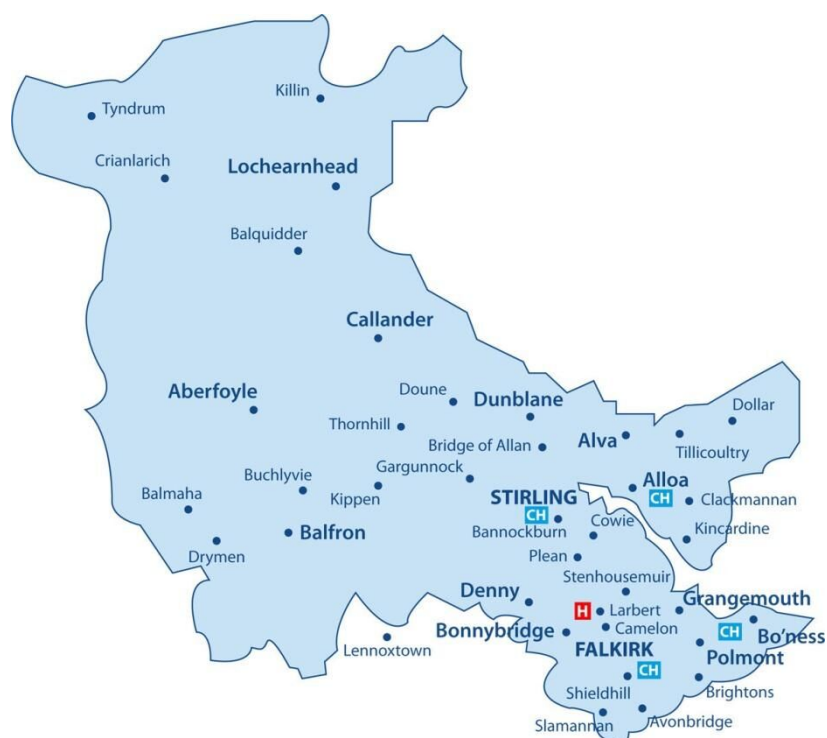 Killin
Tyndrum
Crianlarich
Lochearnhead
Balquidder
Callander
Aberfoyle
Doune
Dunblane
Dollar
Thornhill
Bridge of Allan
Alva
Tillicoultry
Gargunnock
Buchlyvie
Kippen
Balmaha
STIRLING
CH
Alloa
CH
Clackmannan
Bannockburn
Cowie
Kincardine
Balfron
Drymen
Plean
Stenhousemuir
Denny
H
Larbert
Grangemouth
Bonnybridge
Camelon
CH
Bo'ness
Lennoxtown
FALKIRK
CH
Polmont
Shieldhill
Brightons
Slamannan
Avonbridge